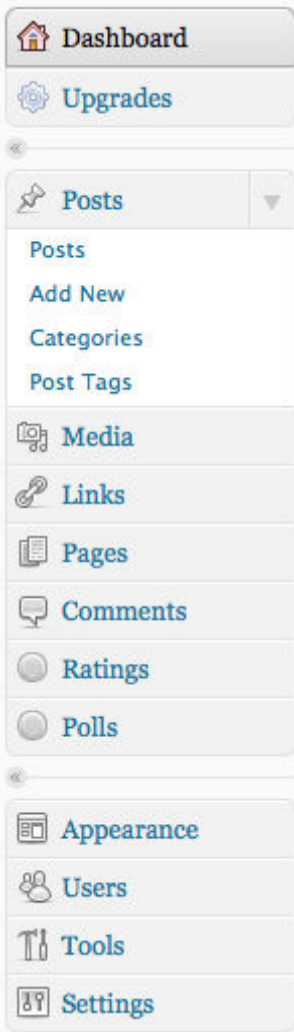 Dashboard
Upgrades
Posts
Posts
Add New
Categories
Post Tags
Media
Links
Pages
Comments
Ratings
Polls
Appearance
Users
Tools
Settings